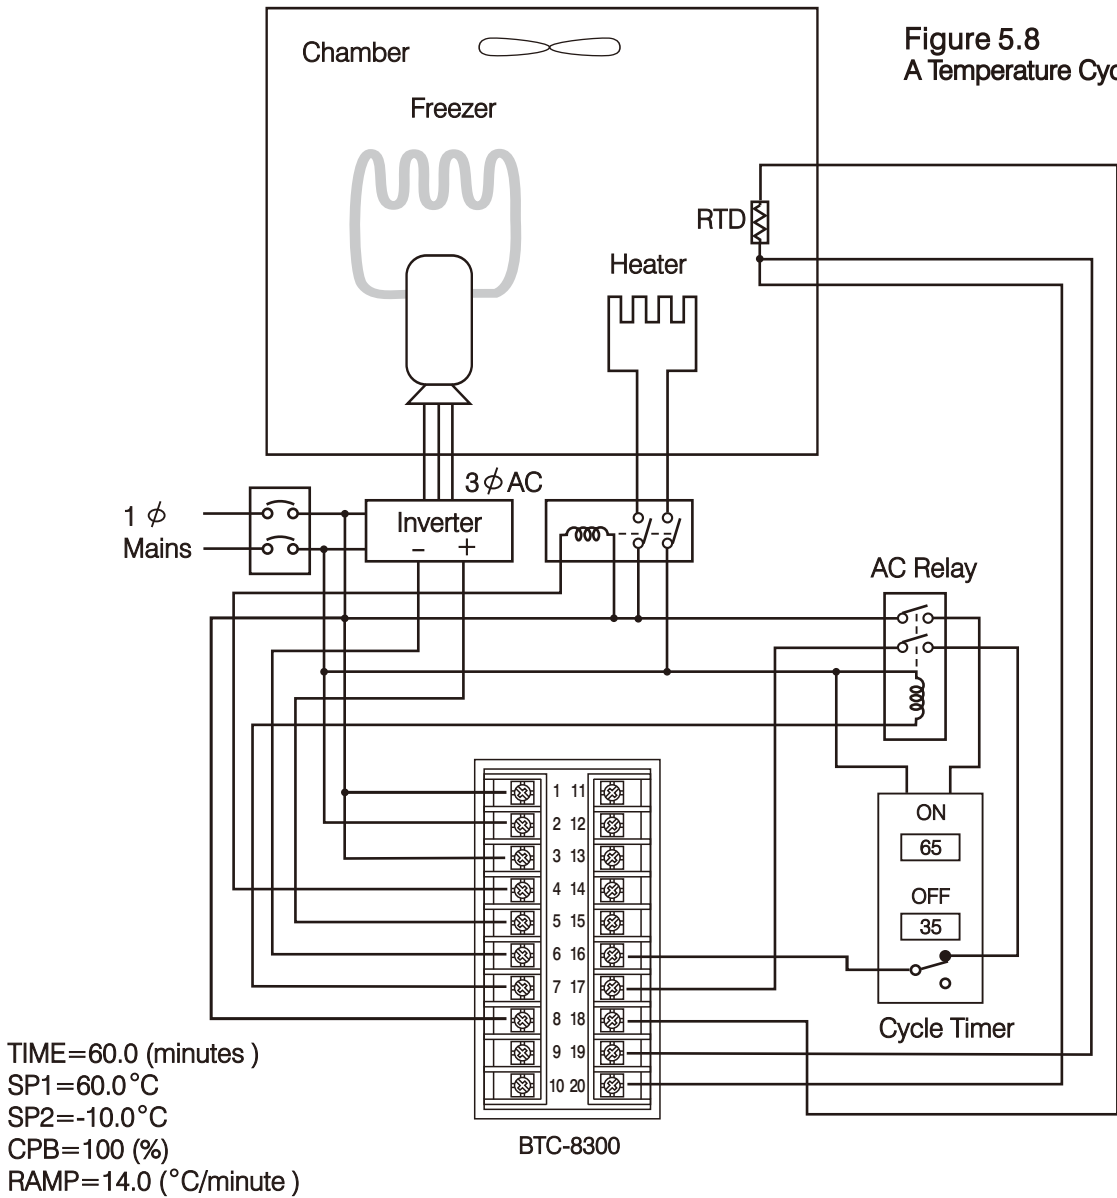 Figure 5.8
A Temperature Cyc
Chamber
Freezer
RTD
Heater
3 ϕ AC
1 ϕ
Mains
Inverter
− +
AC Relay
1 11
2 12
3 13
4 14
5 15
6 16
7 17
8 18
9 19
10 20
ON
65
OFF
35
Cycle Timer
BTC-8300
TIME=60.0 (minutes )
SP1=60.0°C
SP2=-10.0°C
CPB=100 (%)
RAMP=14.0 (°C/minute )